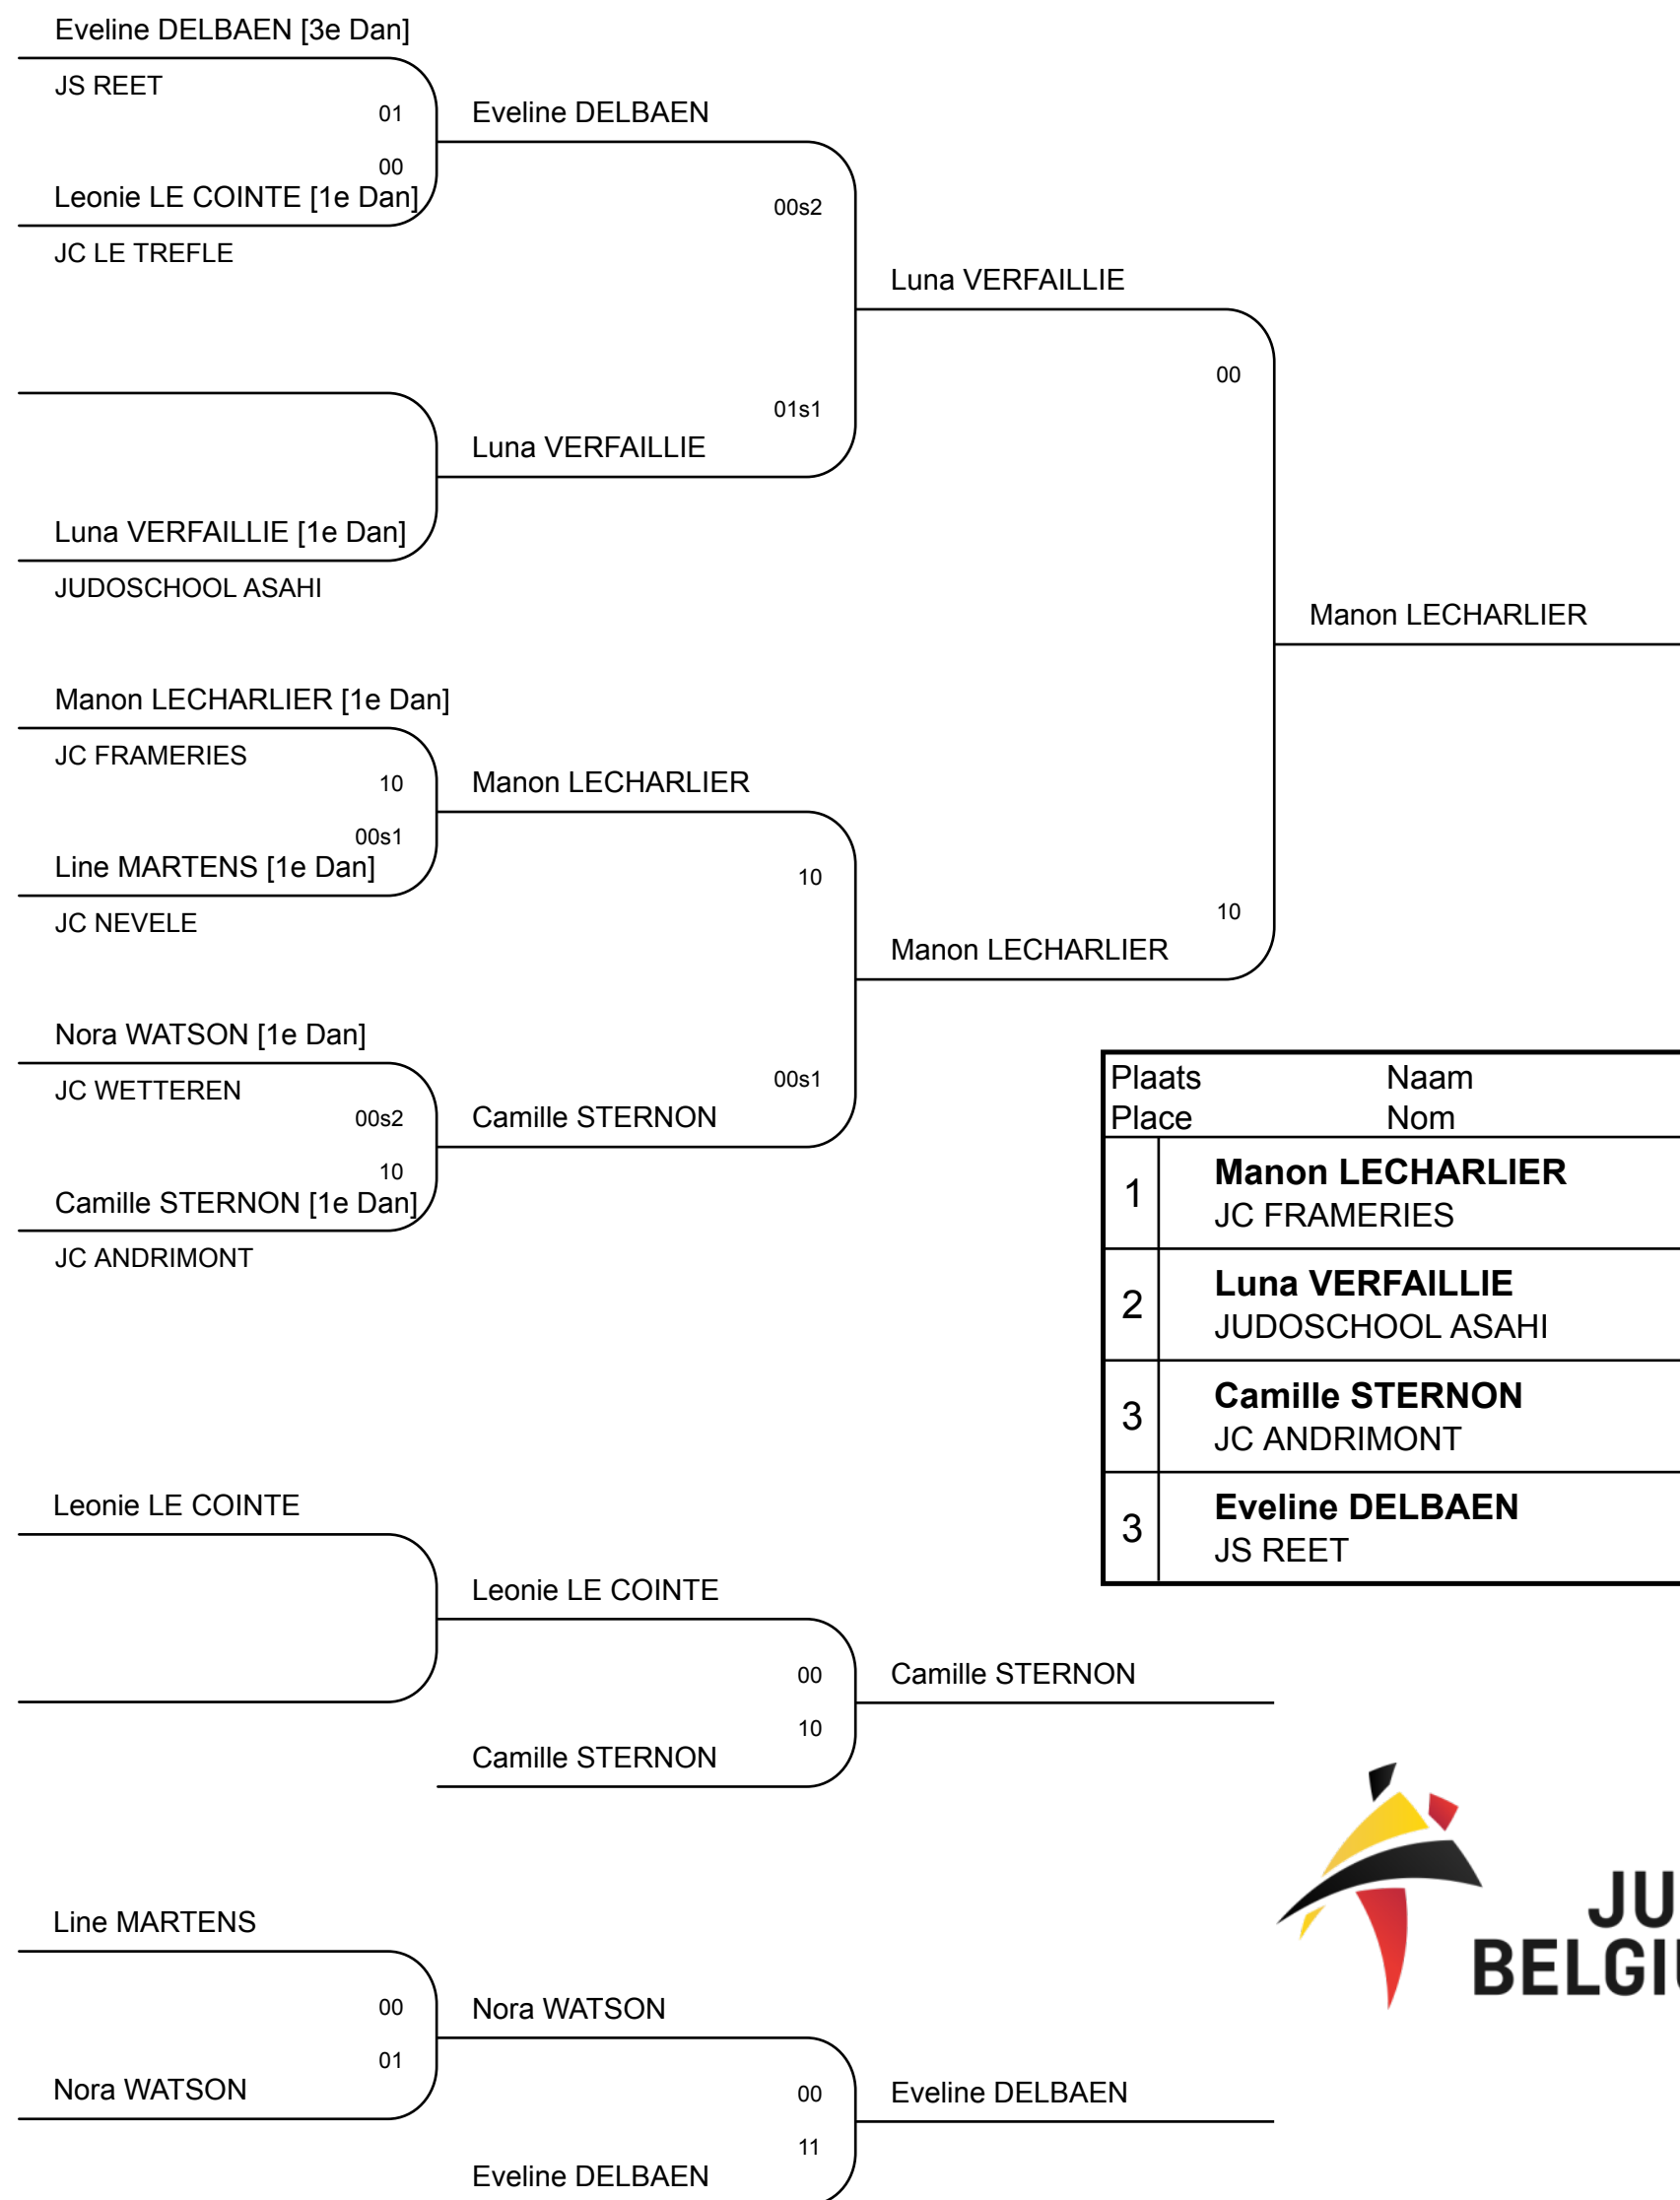 Eveline DELBAEN [3e Dan]
JS REET
01
Eveline DELBAEN
00
Leonie LE COINTE [1e Dan]
JC LE TREFLE
00s2
Luna VERFAILLIE
00
01s1
Luna VERFAILLIE
Luna VERFAILLIE [1e Dan]
JUDOSCHOOL ASAHI
Manon LECHARLIER
Manon LECHARLIER [1e Dan]
JC FRAMERIES
10
Manon LECHARLIER
00s1
Line MARTENS [1e Dan]
JC NEVELE
10
10
Manon LECHARLIER
Nora WATSON [1e Dan]
JC WETTEREN
00s2
Camille STERNON
00s1
10
Camille STERNON [1e Dan]
JC ANDRIMONT
Plaats Naam
Place Nom
1 Manon LECHARLIER
JC FRAMERIES
2 Luna VERFAILLIE
JUDOSCHOOL ASAHI
3 Camille STERNON
JC ANDRIMONT
3 Eveline DELBAEN
JS REET
Leonie LE COINTE
Leonie LE COINTE
00
Camille STERNON
10
Camille STERNON
Line MARTENS
00
Nora WATSON
01
Nora WATSON
00
Eveline DELBAEN
11
Eveline DELBAEN
JU
BELGIU